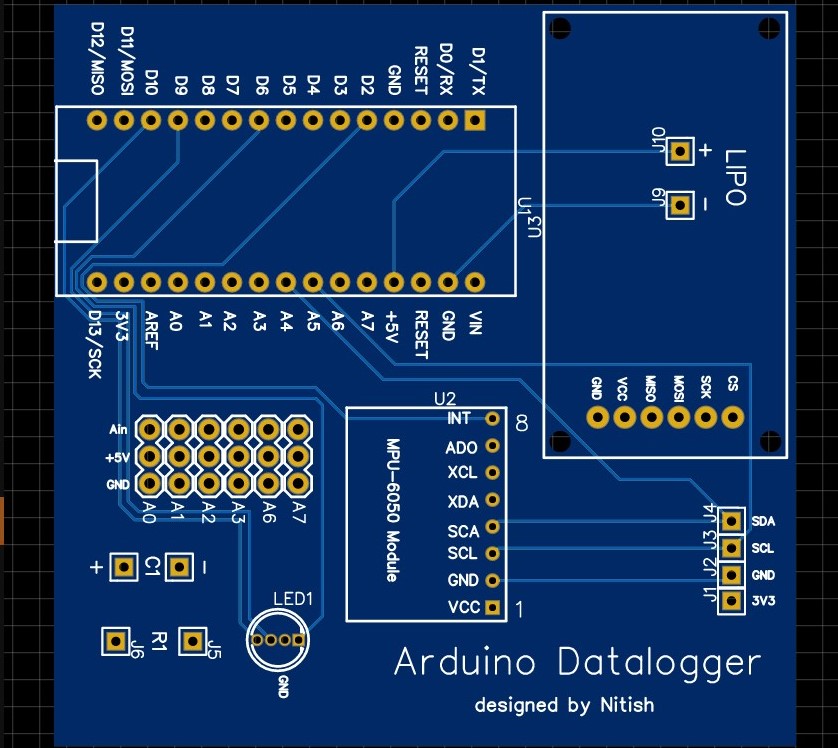 D12/MISO
D11/MOSI
D10
D9
D8
D7
D6
D5
D4
D3
D2
GND
RESET
D0/RX
D1/TX
J10
+
LIPO
J9
–
U1
U3
D13/SCK
3V3
AREF
A0
A1
A2
A3
A4
A5
A6
A7
+5V
RESET
GND
VIN
GND
VCC
MISO
MOSI
SCK
CS
U2
INT
8
ADO
XCL
XDA
SCA
SCL
GND
VCC
1
MPU-6050 Module
Ain
+5V
GND
A0
A1
A2
A3
A6
A7
J4
SDA
J3
SCL
J2
GND
J1
3V3
+
C1
–
J6
R1
J5
LED1
GND
Arduino Datalogger
designed by Nitish